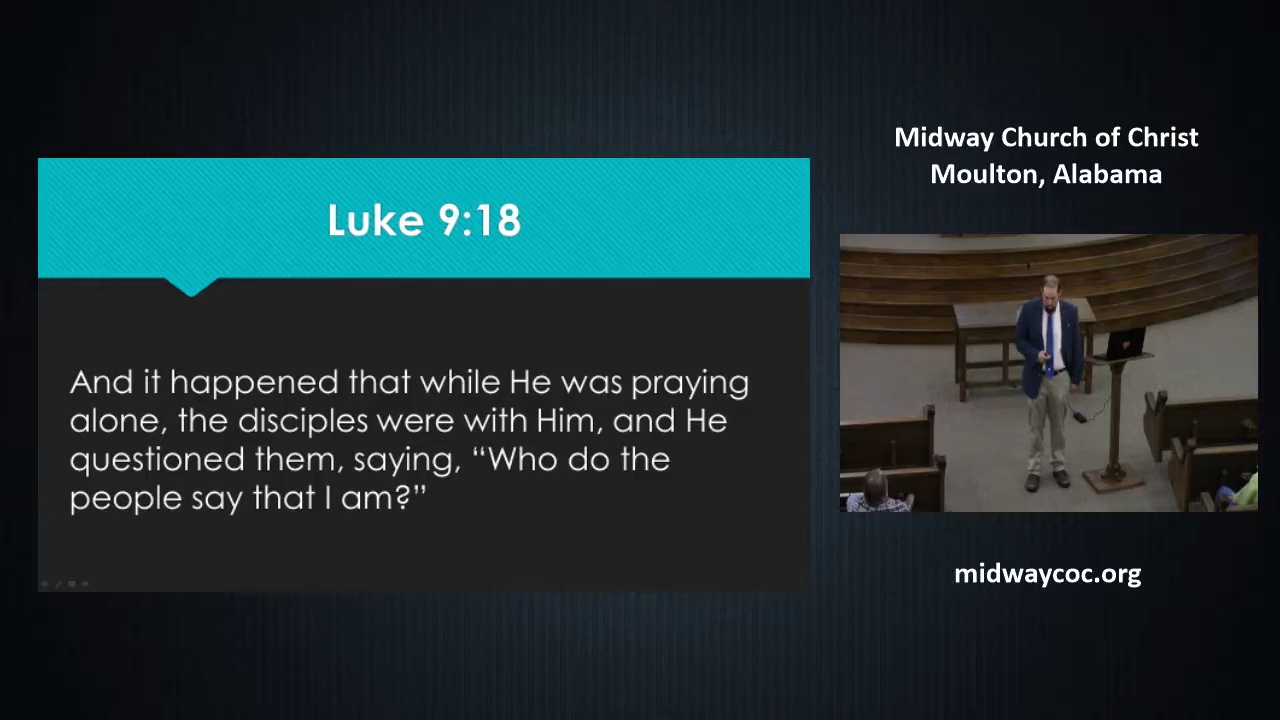 Midway Church of Christ
Moulton, Alabama
Luke 9:18
And it happened that while He was praying
alone, the disciples were with Him, and He
questioned them, saying, “Who do the
people say that I am?”
midwaycoc.org